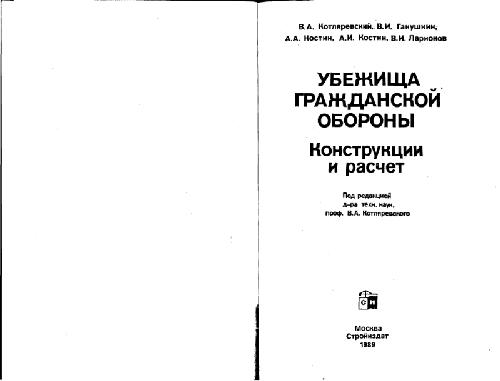 В.А. Котляревский, В.И. Ганушкин,
А.А. Костин, А.И. Костин, В.И. Ларионов
УБЕЖИЩА
ГРАЖДАНСКОЙ
ОБОРОНЫ
Конструкции
и расчет
Под редакцией
д-ра техн. наук,
проф. В.А. Котляревского
Москва
Стройиздат
1989